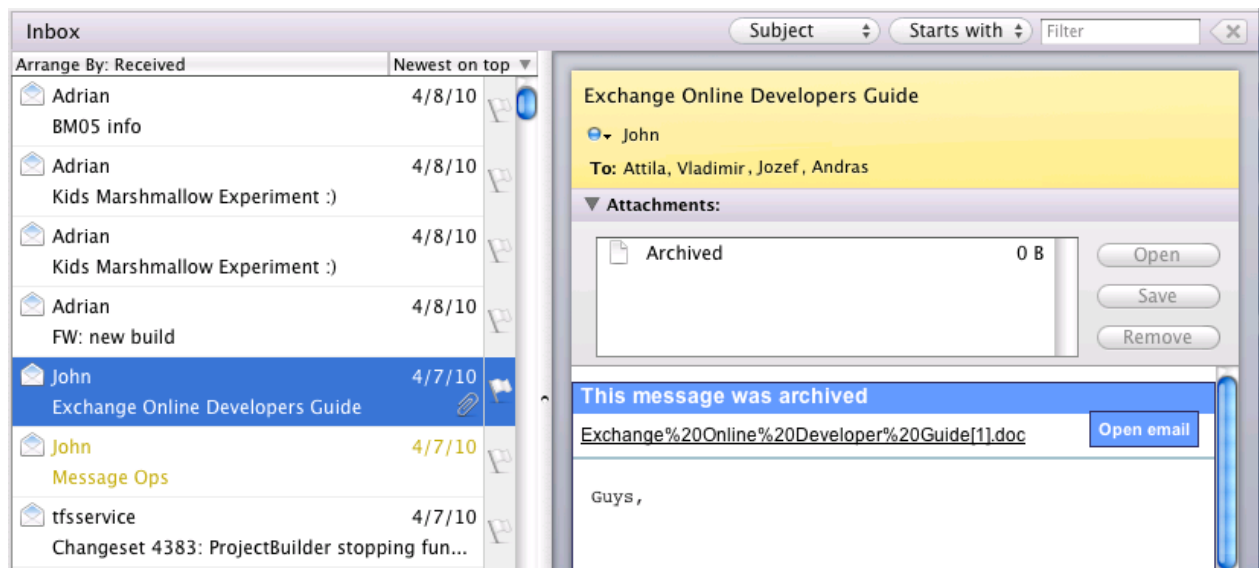 Inbox
Subject Starts with Filter
Arrange By: Received Newest on top
Adrian 4/8/10
BM05 info
Adrian 4/8/10
Kids Marshmallow Experiment :)
Adrian 4/8/10
Kids Marshmallow Experiment :)
Adrian 4/8/10
FW: new build
John 4/7/10
Exchange Online Developers Guide
John 4/7/10
Message Ops
tfsservice 4/7/10
Changeset 4383: ProjectBuilder stopping fun...
Exchange Online Developers Guide
John
To: Attila, Vladimir, Jozef, Andras
Attachments:
Archived 0 B
Open
Save
Remove
This message was archived
Exchange%20Online%20Developer%20Guide[1].doc
Open email
Guys,